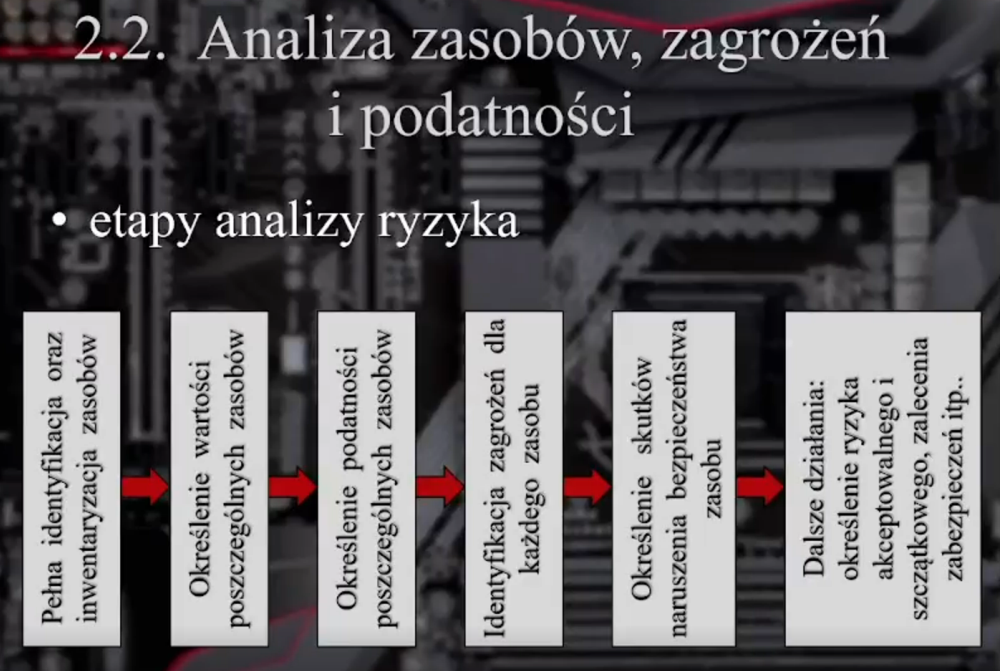 2.2. Analiza zasobów, zagrożeń
i podatności
• etapy analizy ryzyka
Pełna identyfikacja oraz
inwentaryzacja zasobów
Określenie wartości
poszczególnych zasobów
Określenie podatności
poszczególnych zasobów
Identyfikacja zagrożeń dla
każdego zasobu
Określenie skutków
naruszenia bezpieczeństwa
zasobu
Dalsze działania:
określenie ryzyka
akceptowalnego i
szczątkowego, zalecenia
zabezpieczeń itp..